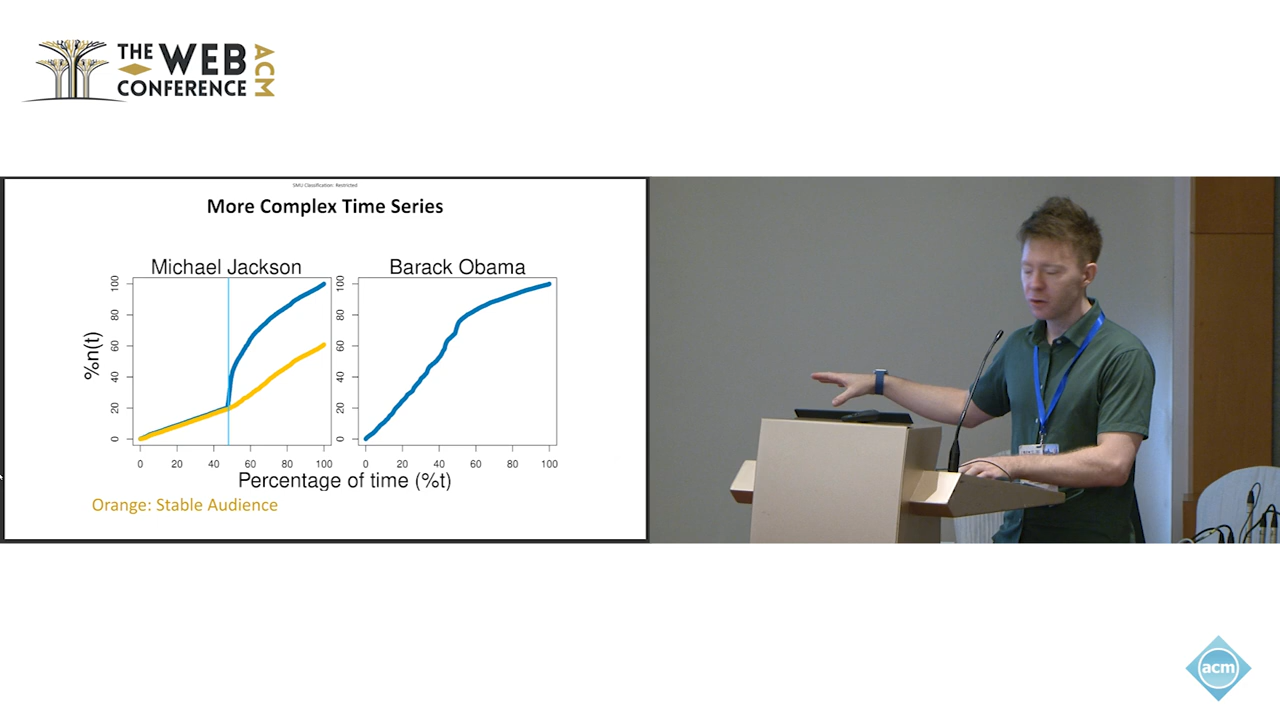 THE WEB
CONFERENCE
ACM
SMU Classification: Restricted
More Complex Time Series
Michael Jackson
Barack Obama
%n(t)
100
80
60
40
20
0
100
80
60
40
20
0
0 20 40 60 80 100
0 20 40 60 80 100
Percentage of time (%t)
Orange: Stable Audience
acm